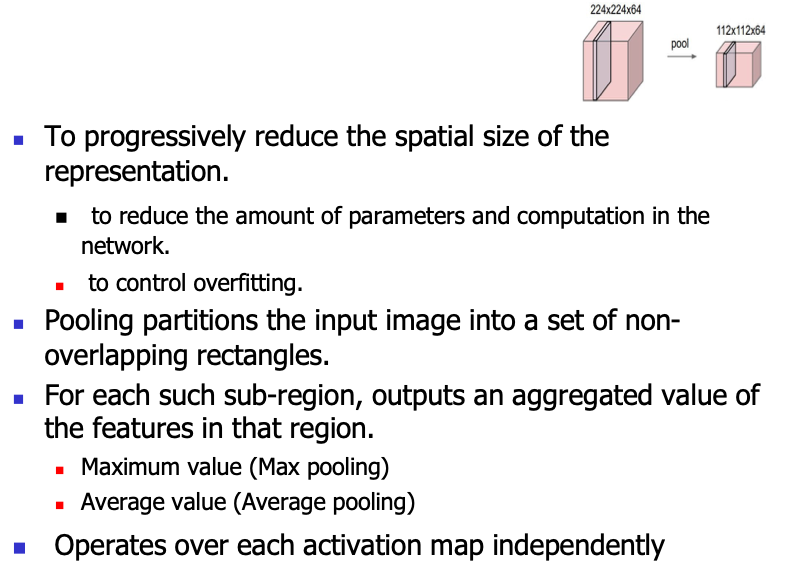 224x224x64
112x112x64
pool
To progressively reduce the spatial size of the
representation.
to reduce the amount of parameters and computation in the
network.
to control overfitting.
Pooling partitions the input image into a set of non-
overlapping rectangles.
For each such sub-region, outputs an aggregated value of
the features in that region.
Maximum value (Max pooling)
Average value (Average pooling)
Operates over each activation map independently